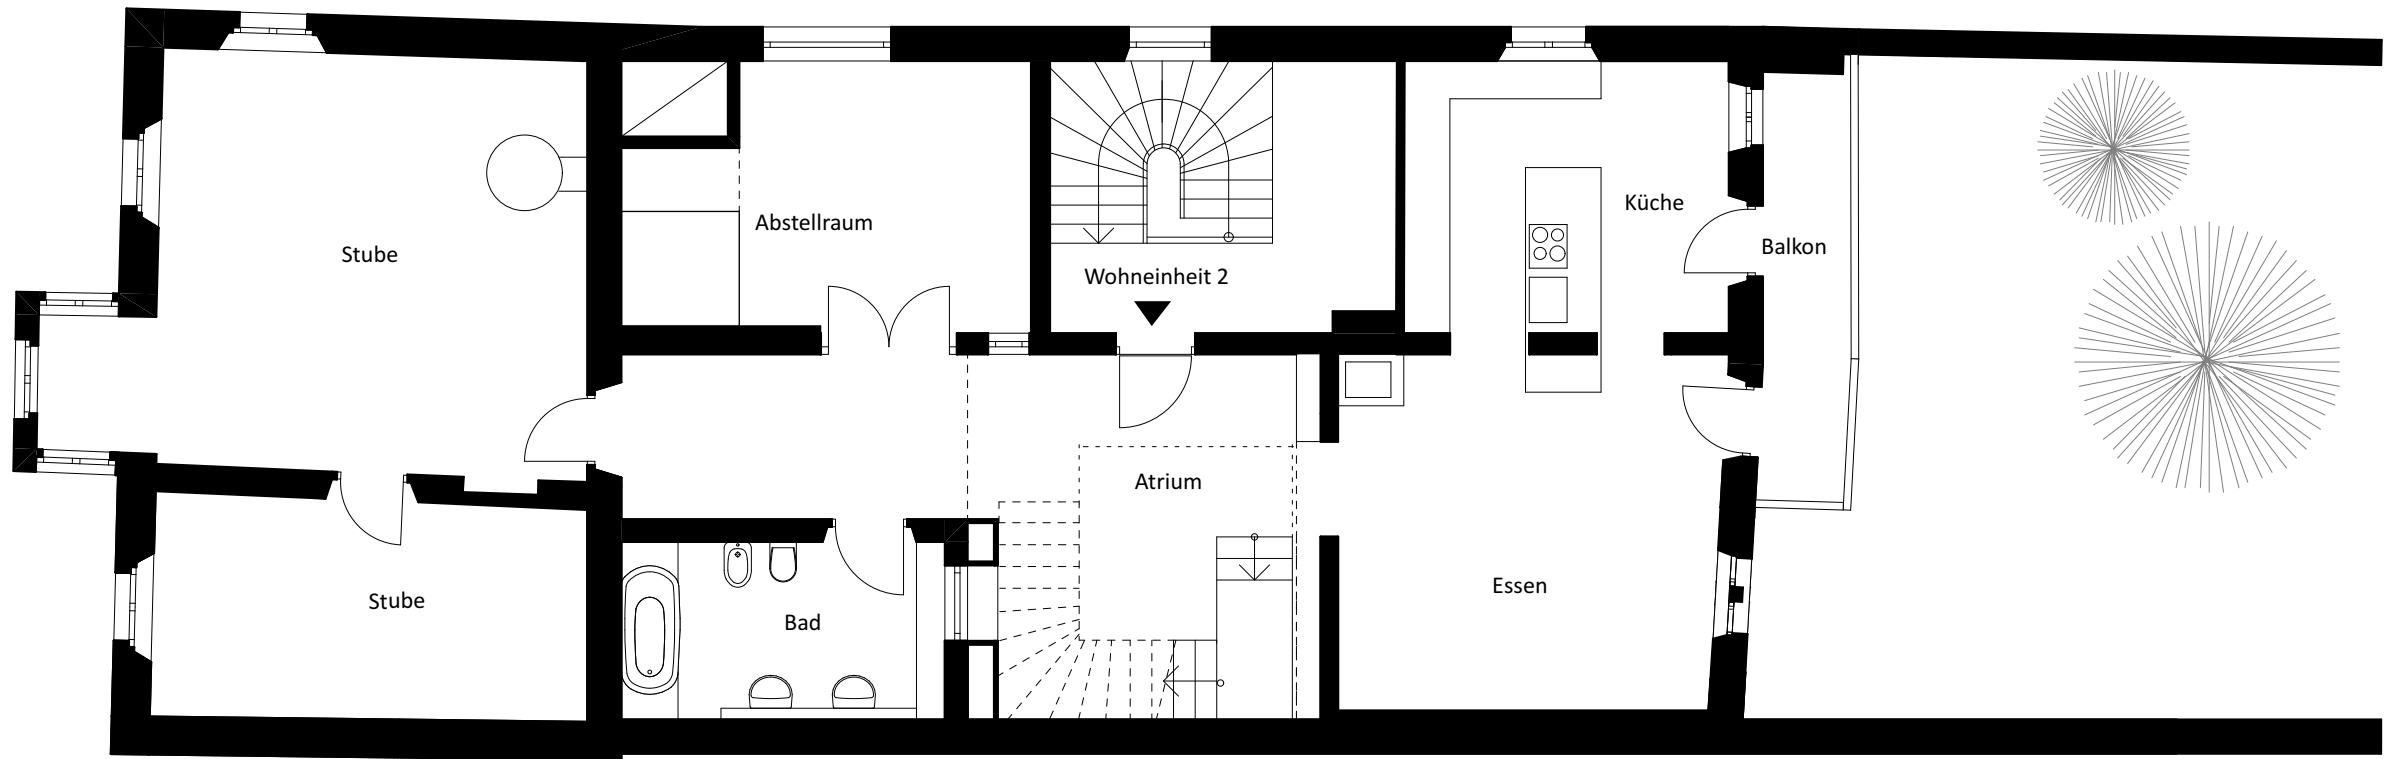 Küche
Abstellraum
Balkon
Stube
Wohneinheit 2
Atrium
Essen
Stube
Bad